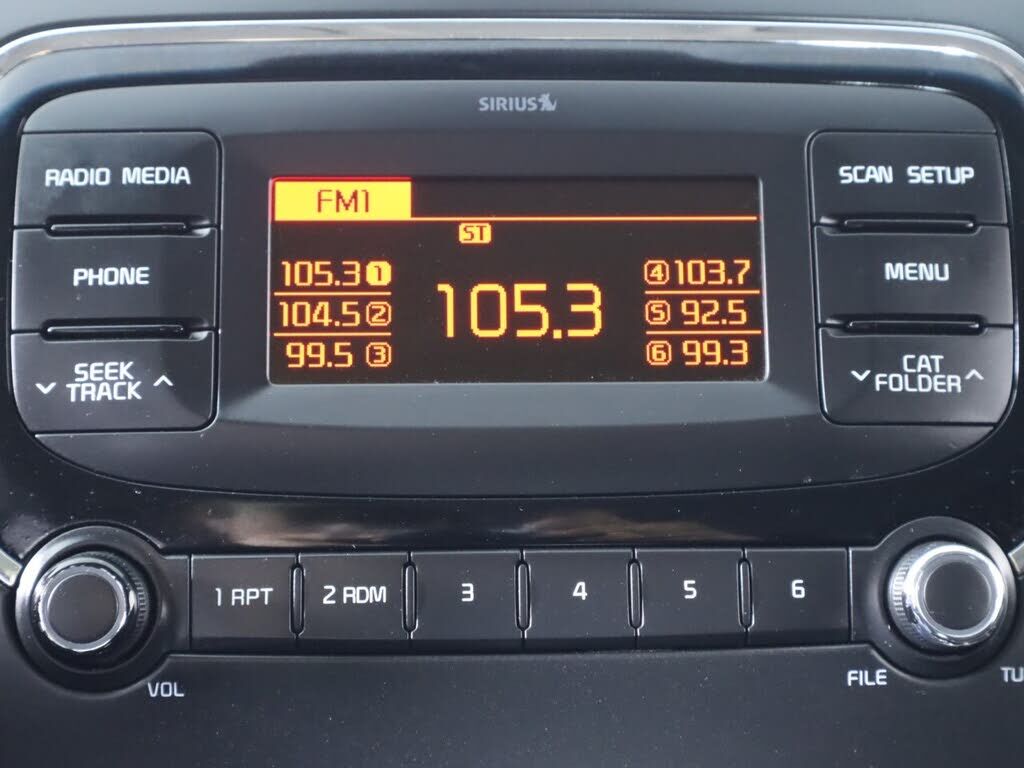 SIRIUS
RADIO MEDIA
SCAN SETUP
FM1
ST
PHONE
MENU
105.3 1
4 103.7
104.5 2
105.3
5 92.5
99.5 3
6 99.3
SEEK
TRACK
CAT
FOLDER
1 RPT
2 RDM
3
4
5
6
VOL
FILE
TU